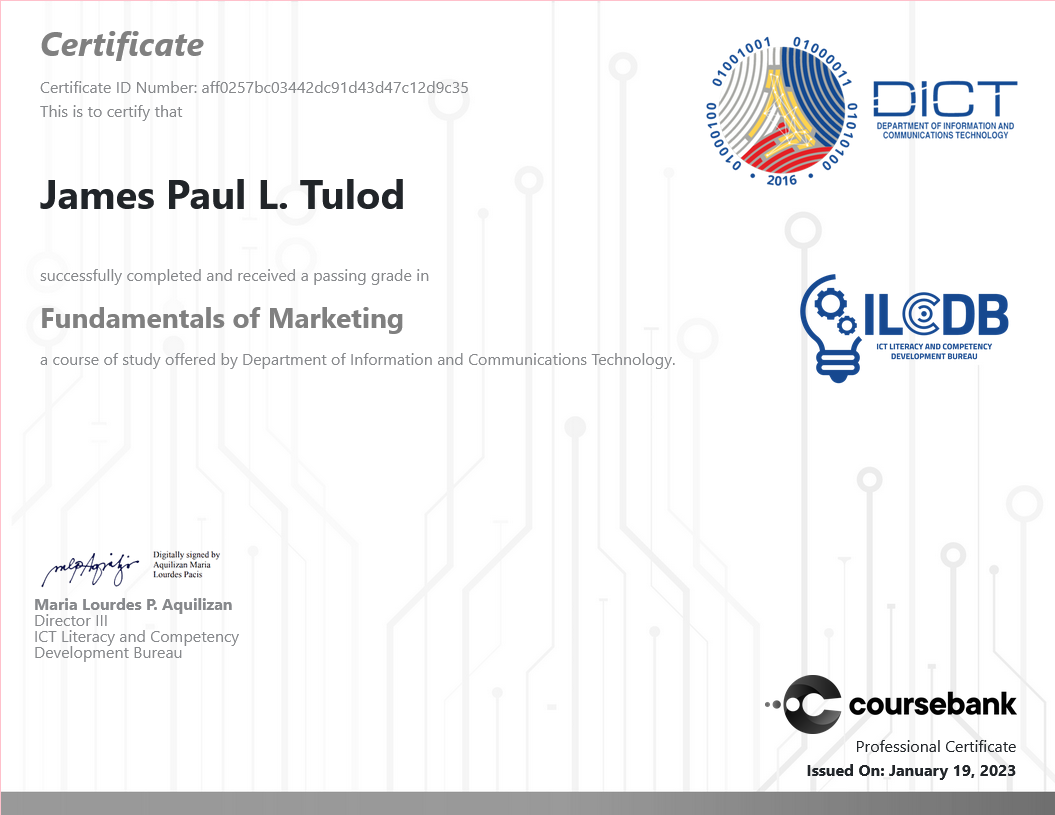 Certificate
Certificate ID Number: aff0257bc03442dc91d43d47c12d9c35
This is to certify that
01000100 01001001 01000011 01010100
• 2016 •
DICT
DEPARTMENT OF INFORMATION AND
COMMUNICATIONS TECHNOLOGY
James Paul L. Tulod
successfully completed and received a passing grade in
Fundamentals of Marketing
a course of study offered by Department of Information and Communications Technology.
ILCDB
ICT LITERACY AND COMPETENCY
DEVELOPMENT BUREAU
Digitally signed by
Aquilizan Maria
Lourdes Pacis
Maria Lourdes P. Aquilizan
Director III
ICT Literacy and Competency
Development Bureau
coursebank
Professional Certificate
Issued On: January 19, 2023